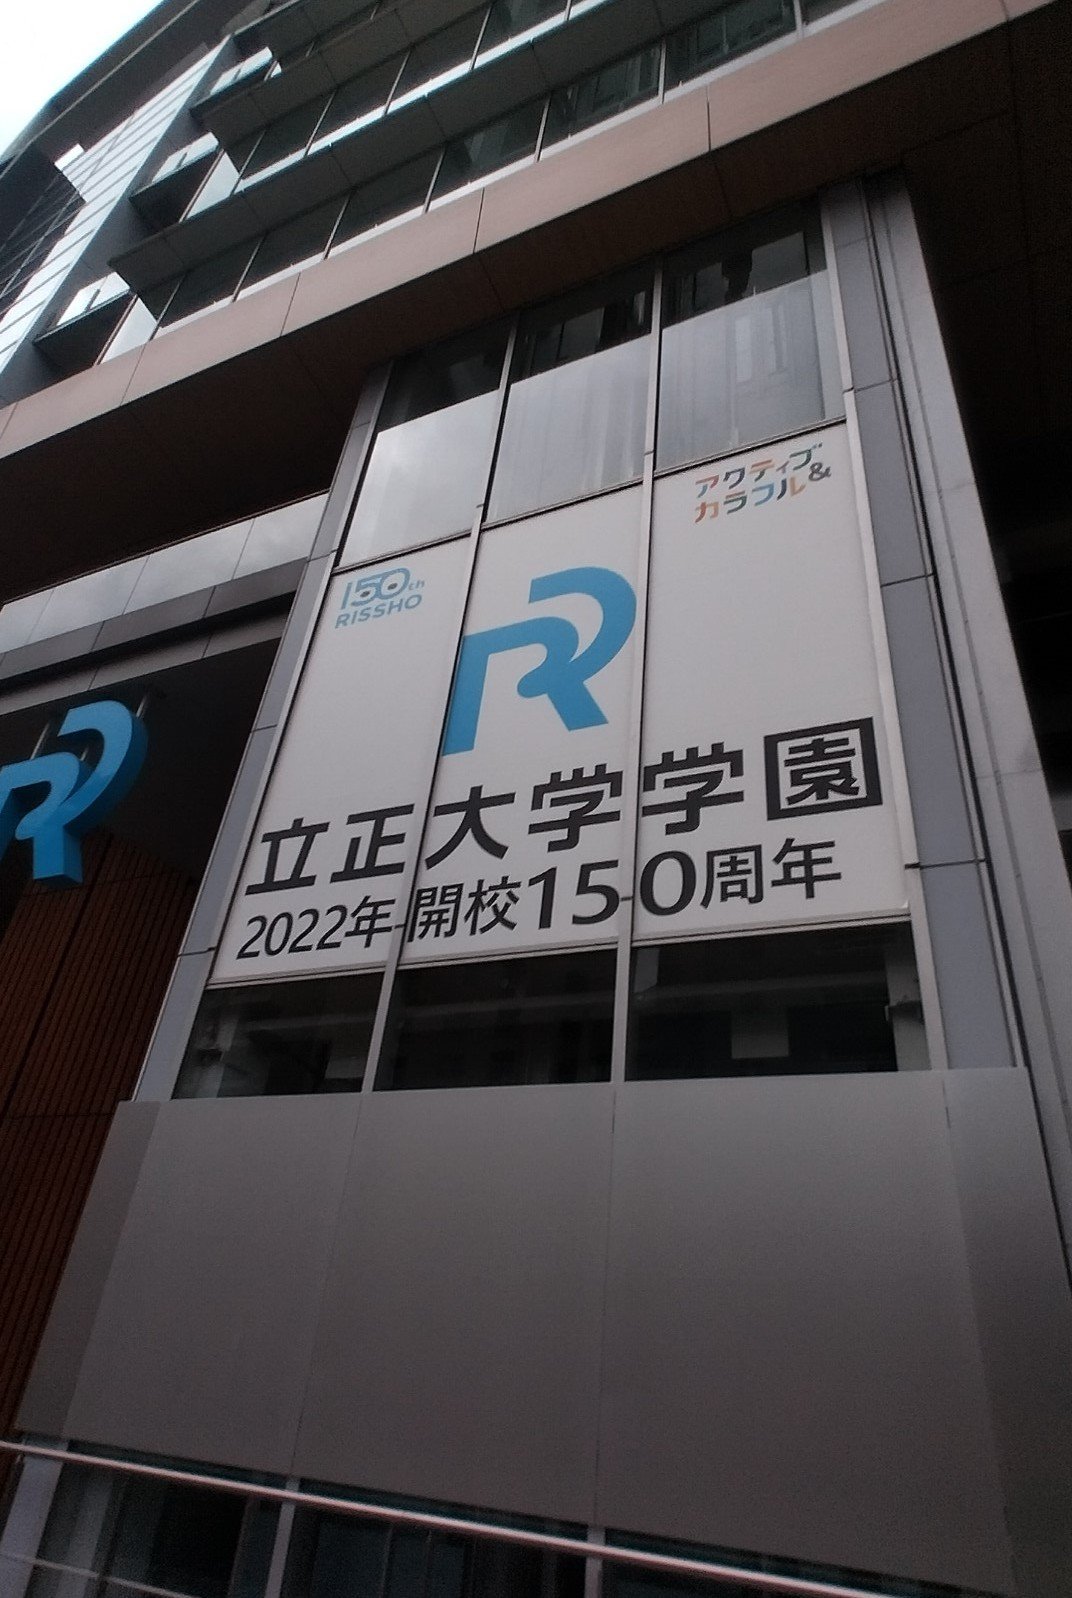 アクティブ&
カラフル
150th
RISSHO
立正大学学園
2022年開校150周年